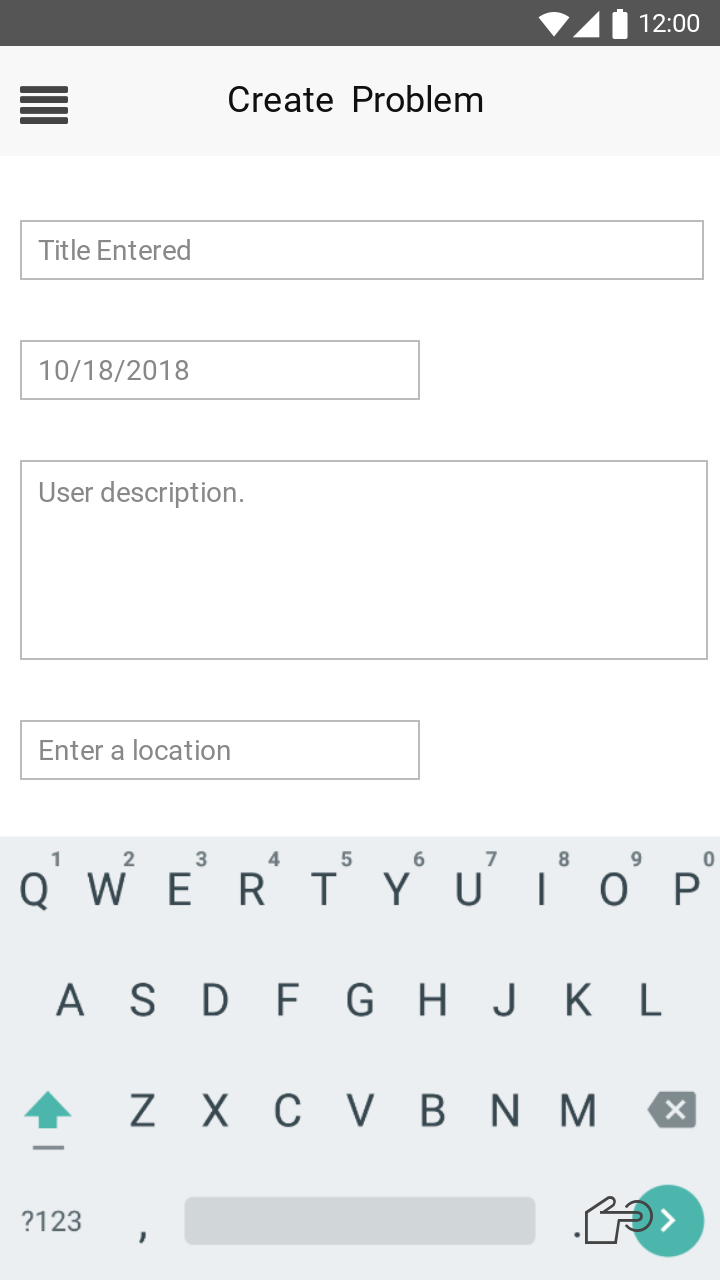 12:00
Create Problem
Title Entered
10/18/2018
User description.
Enter a location
1 2 3 4 5 6 7 8 9 0
Q W E R T Y U I O P
A S D F G H J K L
Z X C V B N M
?123 , .